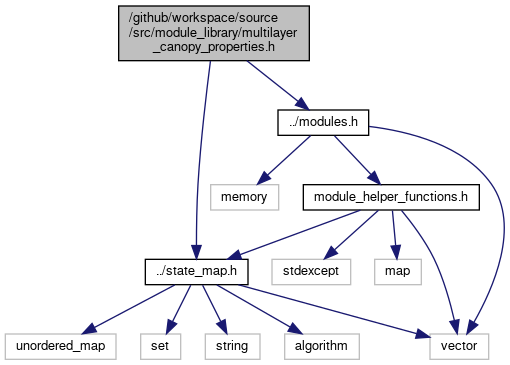 /github/workspace/source
/src/module_library/multilayer
_canopy_properties.h
../modules.h
memory
module_helper_functions.h
../state_map.h
stdexcept
map
unordered_map
set
string
algorithm
vector